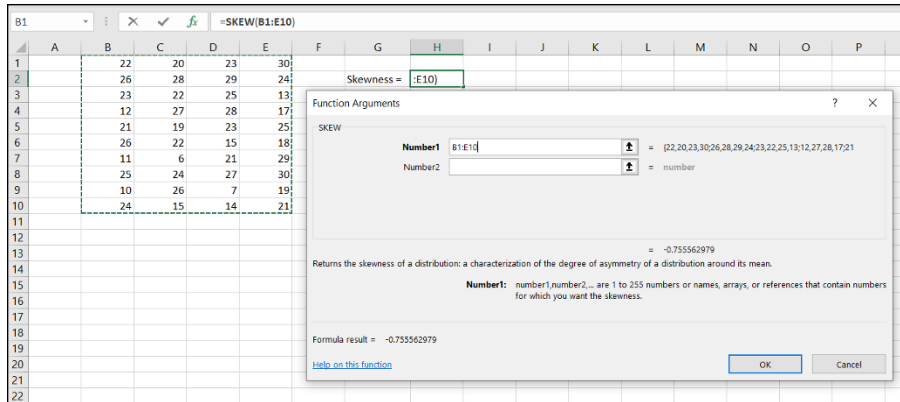 B1 =SKEW(B1:E10)
A B C D E F G H I J K L M N O P
1 22 20 23 30
2 26 28 29 24 Skewness = :E10)
3 23 22 25 13
4 12 27 28 17
5 21 19 23 25
6 26 22 15 18
7 11 6 21 29
8 25 24 27 30
9 10 26 7 19
10 24 15 14 21
11
12
13
14
15
16
17
18
19
20
21
22
Function Arguments ? ×
SKEW
Number1 B1:E10 = {22,20,23,30;26,28,29,24;23,22,25,13;12,27,28,17;21
Number2 = number
= -0.755562979
Returns the skewness of a distribution: a characterization of the degree of asymmetry of a distribution around its mean.
Number1: number1,number2,... are 1 to 255 numbers or names, arrays, or references that contain numbers
for which you want the skewness.
Formula result = -0.755562979
Help on this function OK Cancel